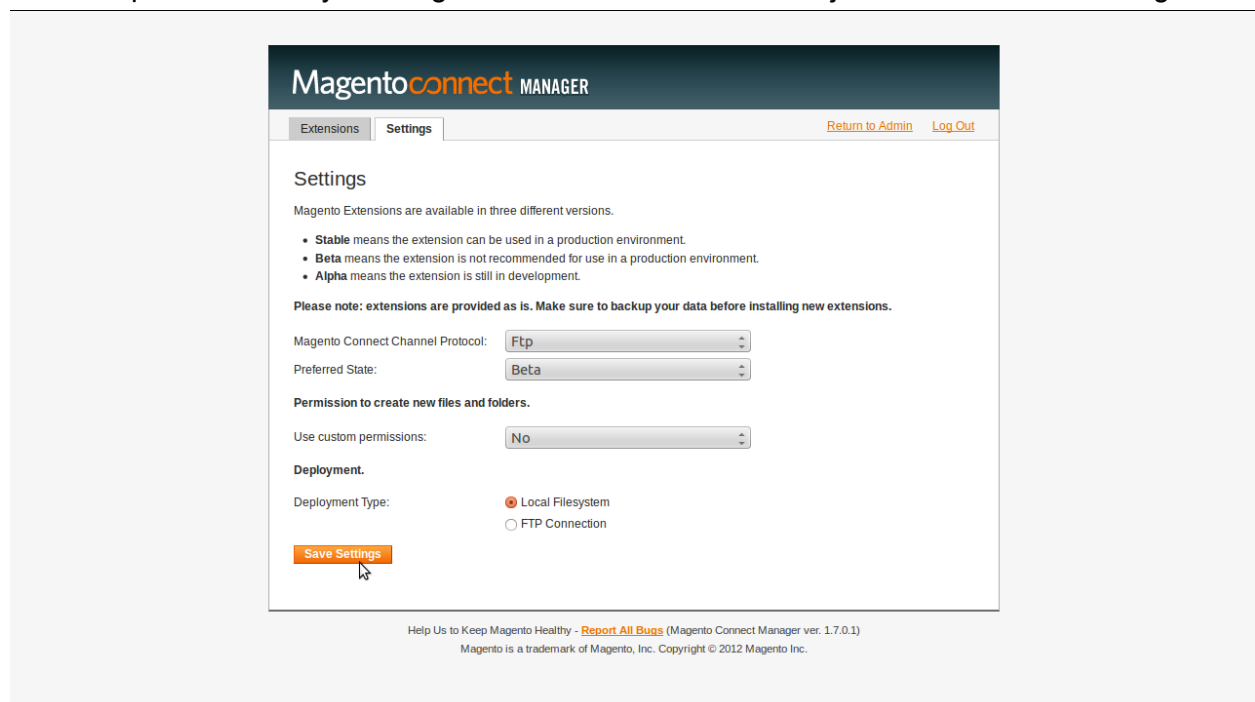 Magentoconnect MANAGER
Extensions Settings Return to Admin Log Out
Settings
Magento Extensions are available in three different versions.
• Stable means the extension can be used in a production environment.
• Beta means the extension is not recommended for use in a production environment.
• Alpha means the extension is still in development.
Please note: extensions are provided as is. Make sure to backup your data before installing new extensions.
Magento Connect Channel Protocol: Ftp
Preferred State: Beta
Permission to create new files and folders.
Use custom permissions: No
Deployment.
Deployment Type: Local Filesystem
FTP Connection
Save Settings
Help Us to Keep Magento Healthy - Report All Bugs (Magento Connect Manager ver. 1.7.0.1)
Magento is a trademark of Magento, Inc. Copyright © 2012 Magento Inc.